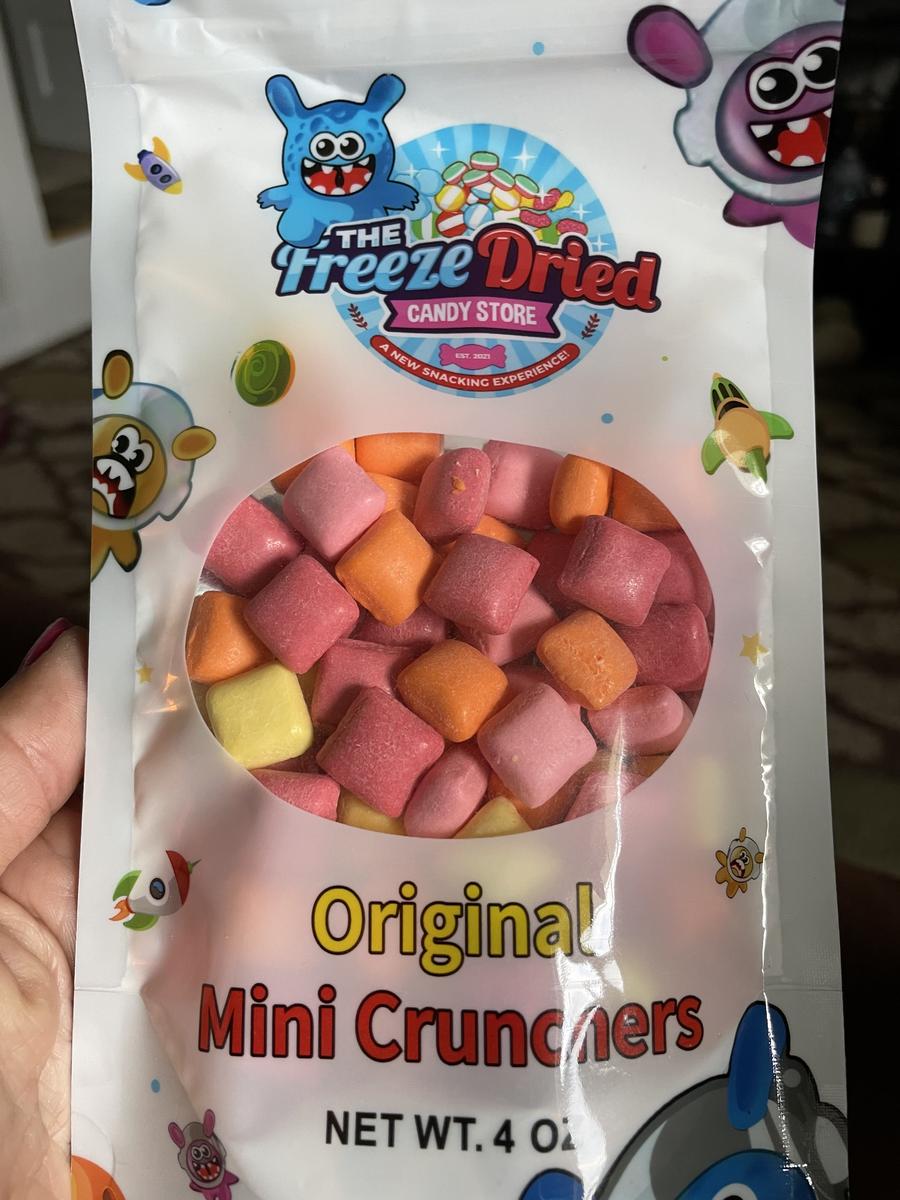 THE
Freeze Dried
CANDY STORE
EST. 2021
A NEW SNACKING EXPERIENCE!
Original
Mini Crunchers
NET WT. 4 OZ